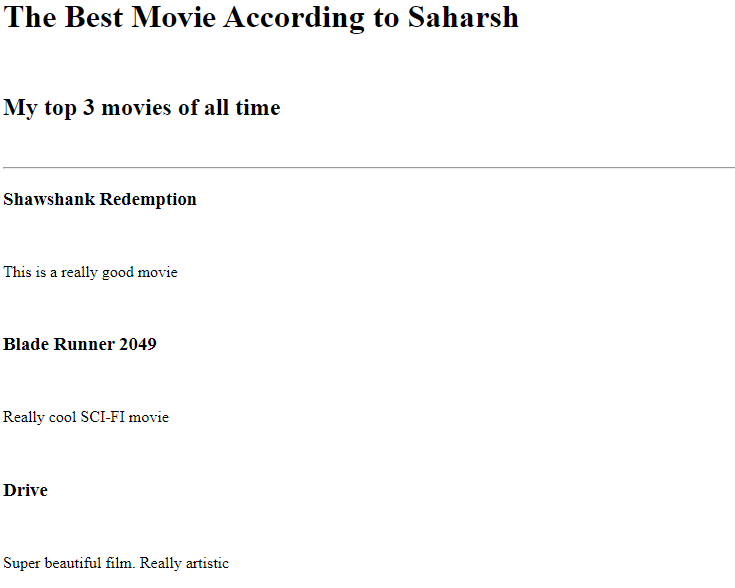 The Best Movie According to Saharsh
My top 3 movies of all time
Shawshank Redemption
This is a really good movie
Blade Runner 2049
Really cool SCI-FI movie
Drive
Super beautiful film. Really artistic